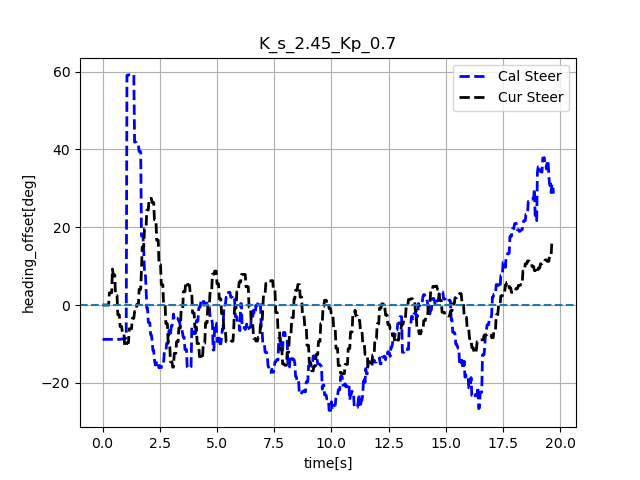 K_s_2.45_Kp_0.7
Cal Steer
Cur Steer
heading_offset[deg]
60
40
20
0
−20
0.0 2.5 5.0 7.5 10.0 12.5 15.0 17.5 20.0
time[s]